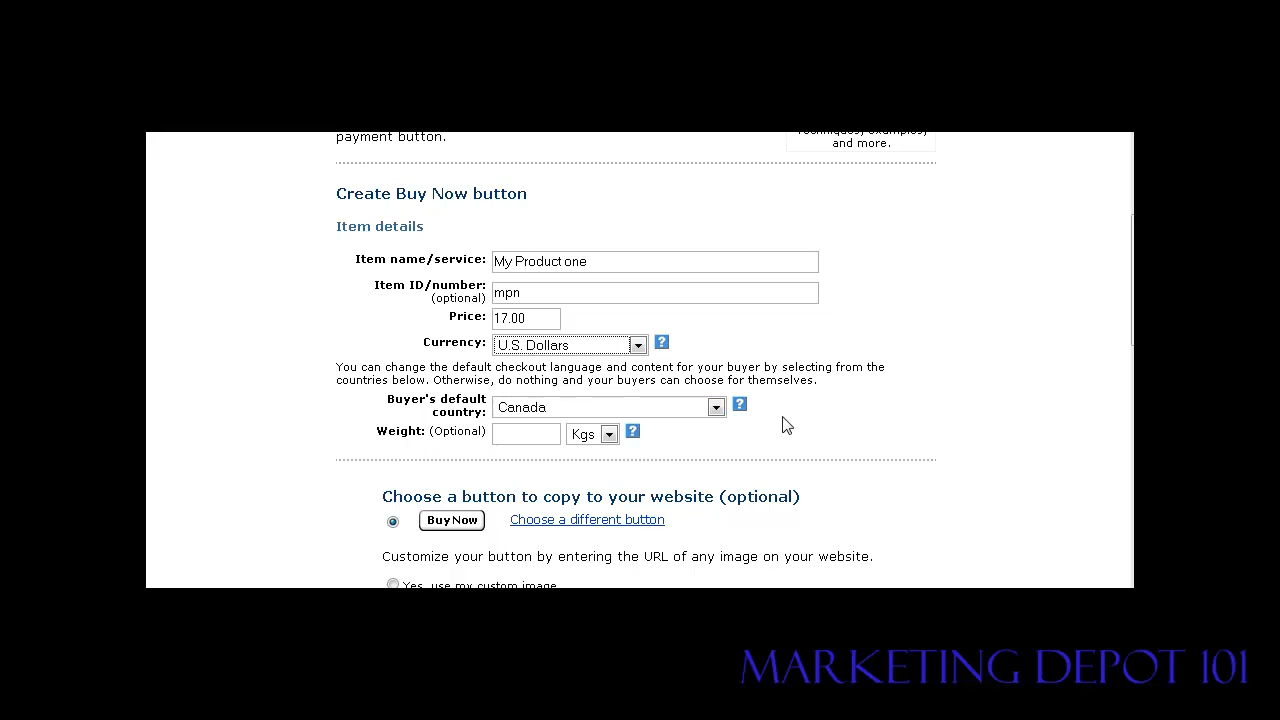 payment button.
Techniques, examples,
and more.
Create Buy Now button
Item details
Item name/service: My Product one
Item ID/number: mpn
(optional)
Price: 17.00
Currency: U.S. Dollars ?
You can change the default checkout language and content for your buyer by selecting from the
countries below. Otherwise, do nothing and your buyers can choose for themselves.
Buyer's default
country: Canada ?
Weight: (Optional) Kgs ?
Choose a button to copy to your website (optional)
Buy Now Choose a different button
Customize your button by entering the URL of any image on your website.
Yes, use my custom image
MARKETING DEPOT 101